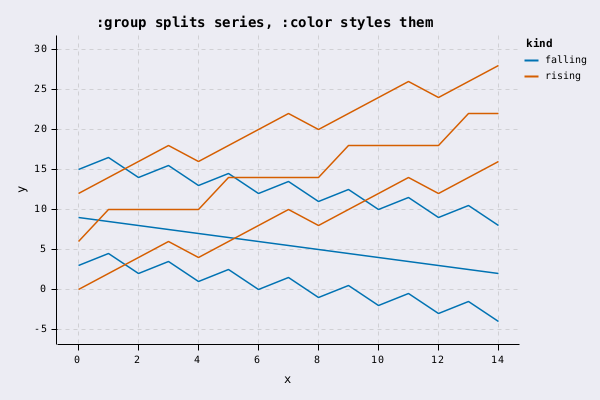 :group splits series, :color styles them
kind
falling
rising
y
30
25
20
15
10
5
0
-5
0 2 4 6 8 10 12 14
x